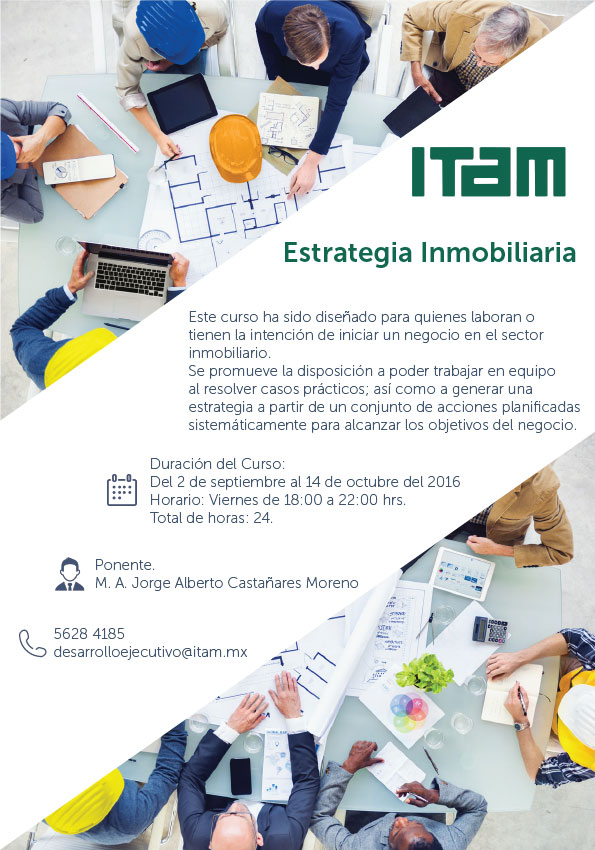 ITAM
Estrategia Inmobiliaria
Este curso ha sido diseñado para quienes laboran o
tienen la intención de iniciar un negocio en el sector
inmobiliario.
Se promueve la disposición a poder trabajar en equipo
al resolver casos prácticos; así como a generar una
estrategia a partir de un conjunto de acciones planificadas
sistemáticamente para alcanzar los objetivos del negocio.
Duración del Curso:
Del 2 de septiembre al 14 de octubre del 2016
Horario: Viernes de 18:00 a 22:00 hrs.
Total de horas: 24.
Ponente.
M. A. Jorge Alberto Castañares Moreno
5628 4185
desarrolloejecutivo@itam.mx